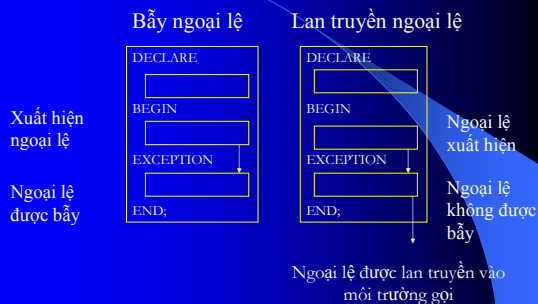 Bẫy ngoại lệ
Lan truyền ngoại lệ
DECLARE
BEGIN
EXCEPTION
END;
Xuất hiện
ngoại lệ
Ngoại lệ
được bẫy
DECLARE
BEGIN
EXCEPTION
END;
Ngoại lệ
xuất hiện
Ngoại lệ
không được
bẫy
Ngoại lệ được lan truyền vào
môi trường gọi